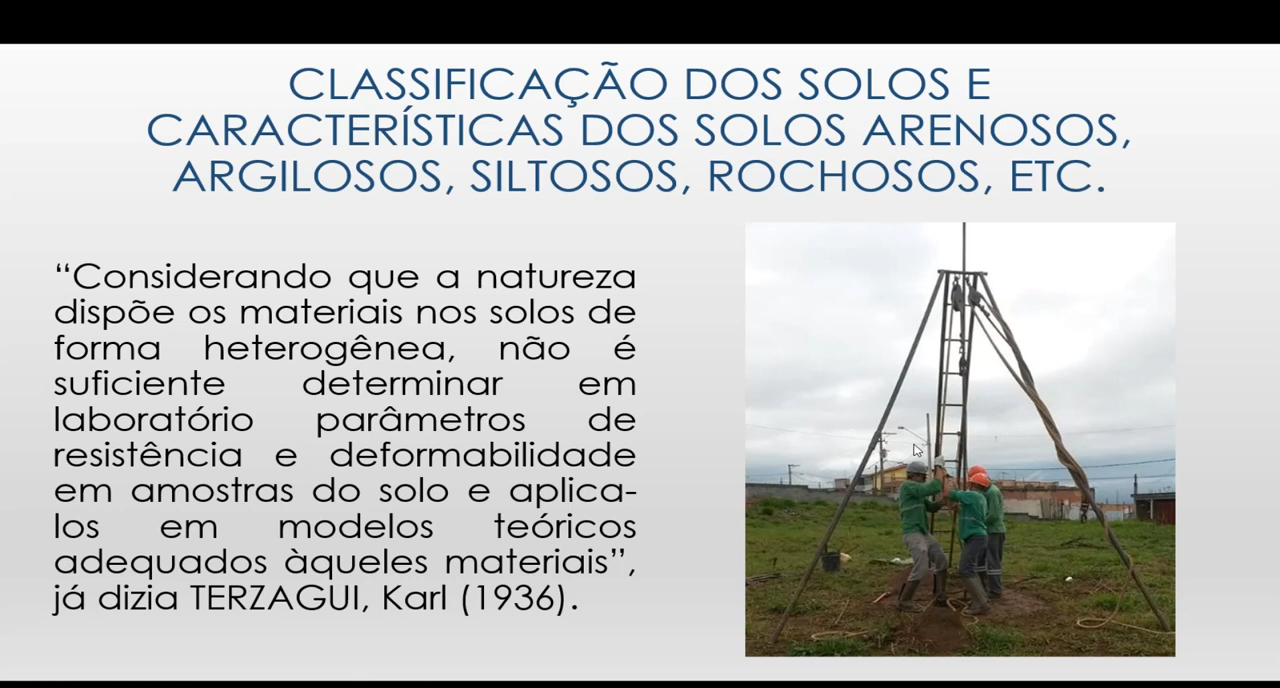 CLASSIFICAÇÃO DOS SOLOS E
CARACTERÍSTICAS DOS SOLOS ARENOSOS,
ARGILOSOS, SILTOSOS, ROCHOSOS, ETC.
“Considerando que a natureza
dispõe os materiais nos solos de
forma heterogênea, não é
suficiente determinar em
laboratório parâmetros de
resistência e deformabilidade
em amostras do solo e aplica-
los em modelos teóricos
adequados àqueles materiais”,
já dizia TERZAGUI, Karl (1936).